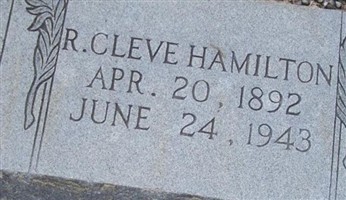 R. CLEVE HAMILTON
APR. 20, 1892
JUNE 24, 1943